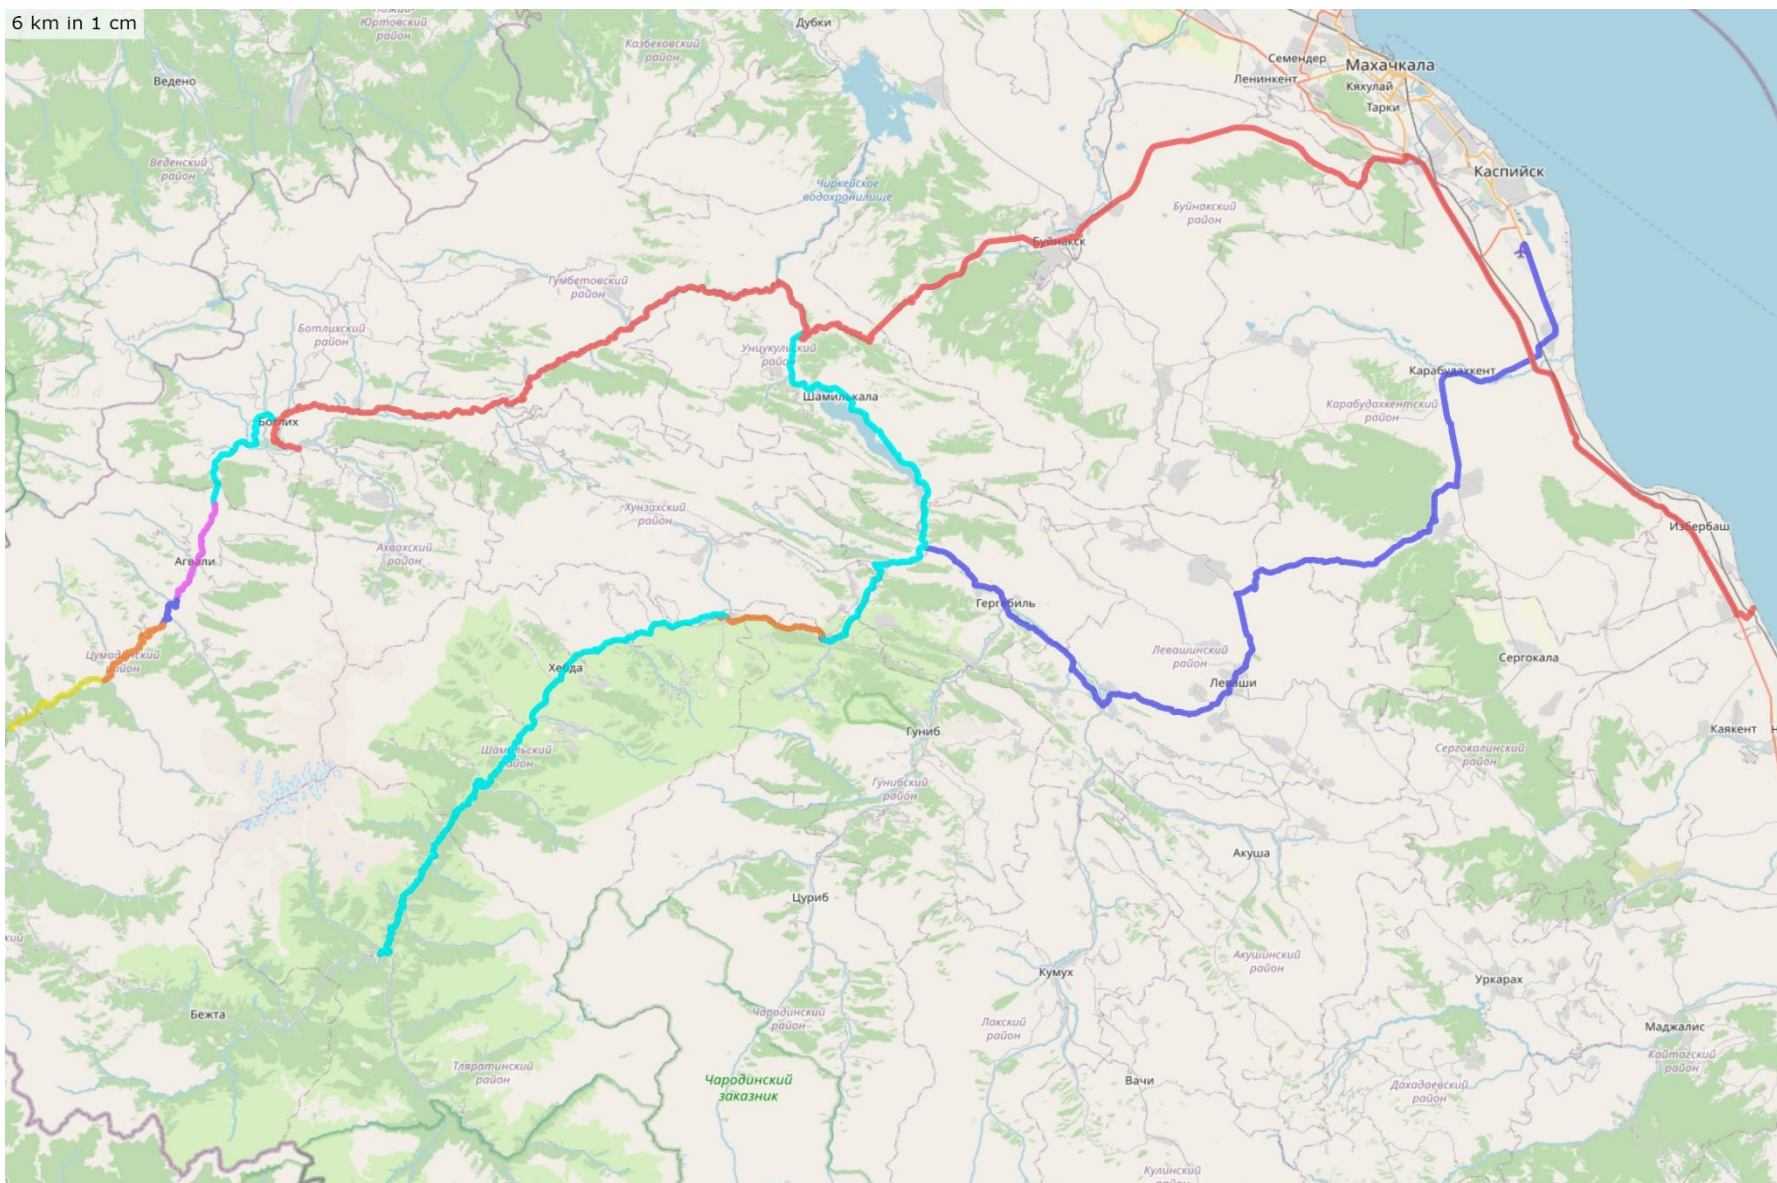 6 km in 1 cm
Юртовский
район
Дубки
Казбековский
район
Семендер
Махачкала
Ленинкент
Кяхулай
Тарки
Ведено
Веденский
район
Каспийск
Чиркейское
водохранилище
Буйнакский
район
Буйнакск
Гумбетовский
район
Ботлихский
район
Унцукульский
район
Карабудахкент
Шамилькала
Карабудахкентский
район
Ботлих
Хунзахский
район
Избербаш
Ахвахский
район
Агвали
Гергебиль
Цумадинский
район
Левашинский
район
Сергокала
Хебда
Леваши
Гуниб
Каякент
Н
Шамильский
район
Сергокалинский
район
Гунибский
район
Акуша
Цуриб
кий
Акушинский
район
Кумух
Уркарах
Бежта
Чародинский
район
Лакский
район
Маджалис
Кайтагский
район
Тляратинский
район
Чародинский
заказник
Вачи
Дахадаевский
район
Кулинский